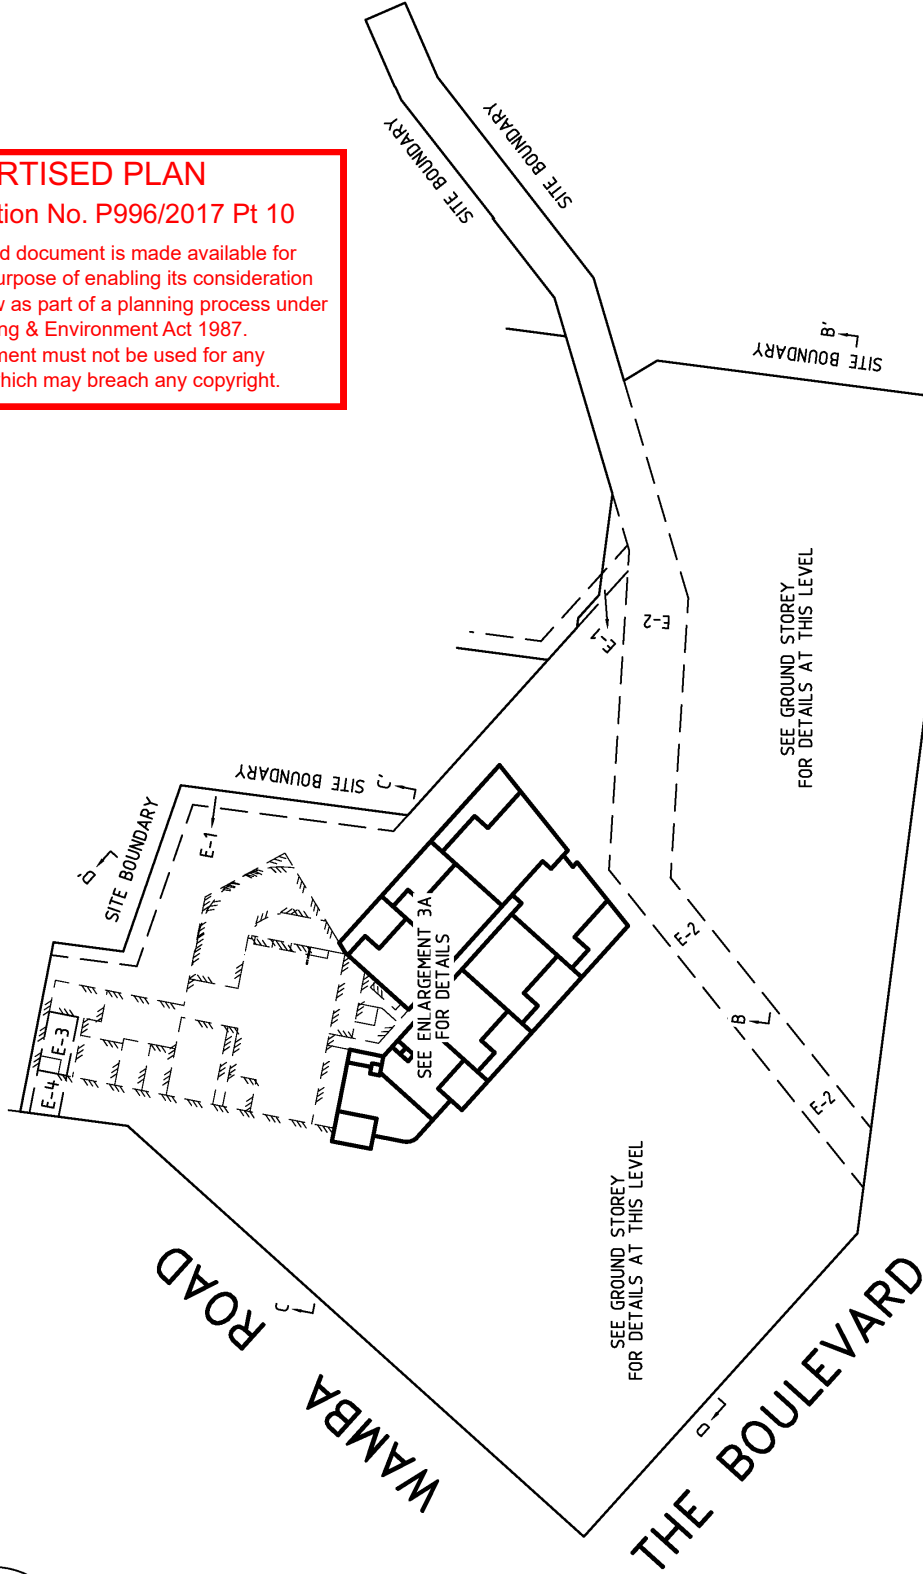 RTISED PLAN
tion No. P996/2017 Pt 10
d document is made available for
urpose of enabling its consideration
w as part of a planning process under
ng & Environment Act 1987.
ment must not be used for any
which may breach any copyright.
SITE BOUNDARY
SITE BOUNDARY
B'
SITE BOUNDARY
SEE GROUND STOREY
FOR DETAILS AT THIS LEVEL
E-2
E-1
C'
SITE BOUNDARY
D'
SITE BOUNDARY
E-1
SEE ENLARGEMENT 3A
FOR DETAILS
E-3
E-4
E-2
B
E-2
SEE GROUND STOREY
FOR DETAILS AT THIS LEVEL
C
WAMBA ROAD
D
THE BOULEVARD